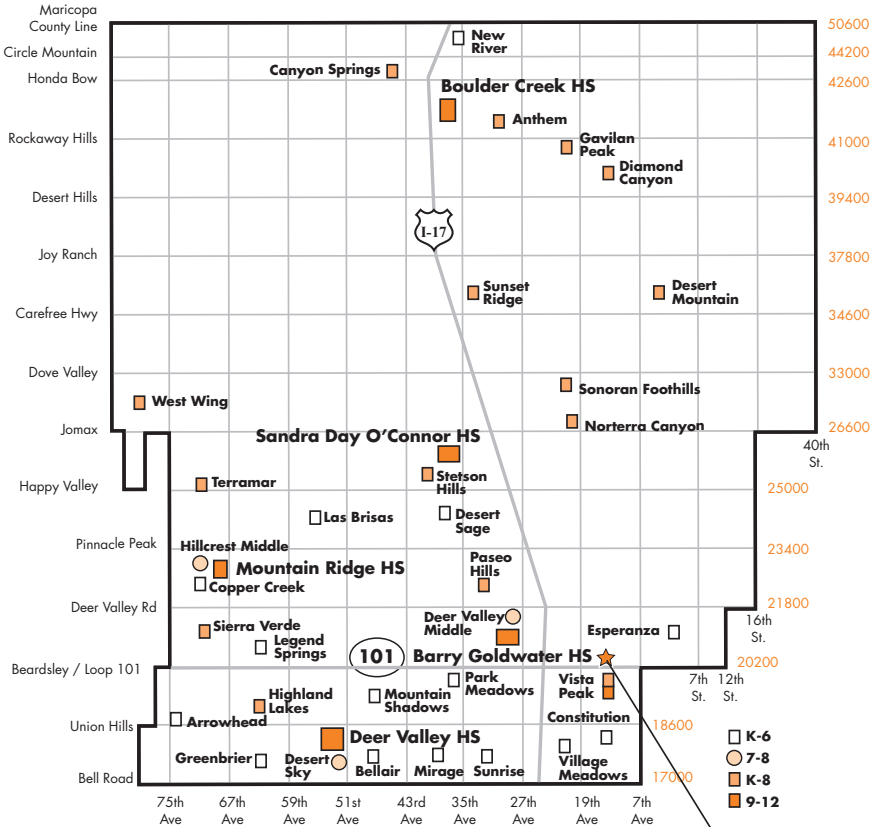 Maricopa
County Line
50600
New
River
Circle Mountain
44200
Canyon Springs
Honda Bow
42600
Boulder Creek HS
Anthem
Rockaway Hills
Gavilan
Peak
41000
Diamond
Canyon
Desert Hills
39400
I-17
Joy Ranch
37800
Sunset
Ridge
Desert
Mountain
Carefree Hwy
34600
Dove Valley
33000
Sonoran Foothills
West Wing
Norterra Canyon
Jomax
26600
Sandra Day O'Connor HS
40th
St.
Stetson
Hills
Terramar
Happy Valley
25000
Las Brisas
Desert
Sage
Pinnacle Peak
23400
Hillcrest Middle
Mountain Ridge HS
Paseo
Hills
Copper Creek
Deer Valley Rd
21800
Deer Valley
Middle
16th
St.
Sierra Verde
Esperanza
Legend
Springs
101
Barry Goldwater HS
20200
Beardsley / Loop 101
Park
Meadows
Vista
Peak
7th
St.
12th
St.
Highland
Lakes
Mountain
Shadows
Arrowhead
Constitution
Union Hills
18600
Deer Valley HS
K-6
Greenbrier
Desert
Sky
Bellair
Mirage
Sunrise
Village
Meadows
7-8
Bell Road
17000
K-8
9-12
75th
Ave
67th
Ave
59th
Ave
51st
Ave
43rd
Ave
35th
Ave
27th
Ave
19th
Ave
7th
Ave